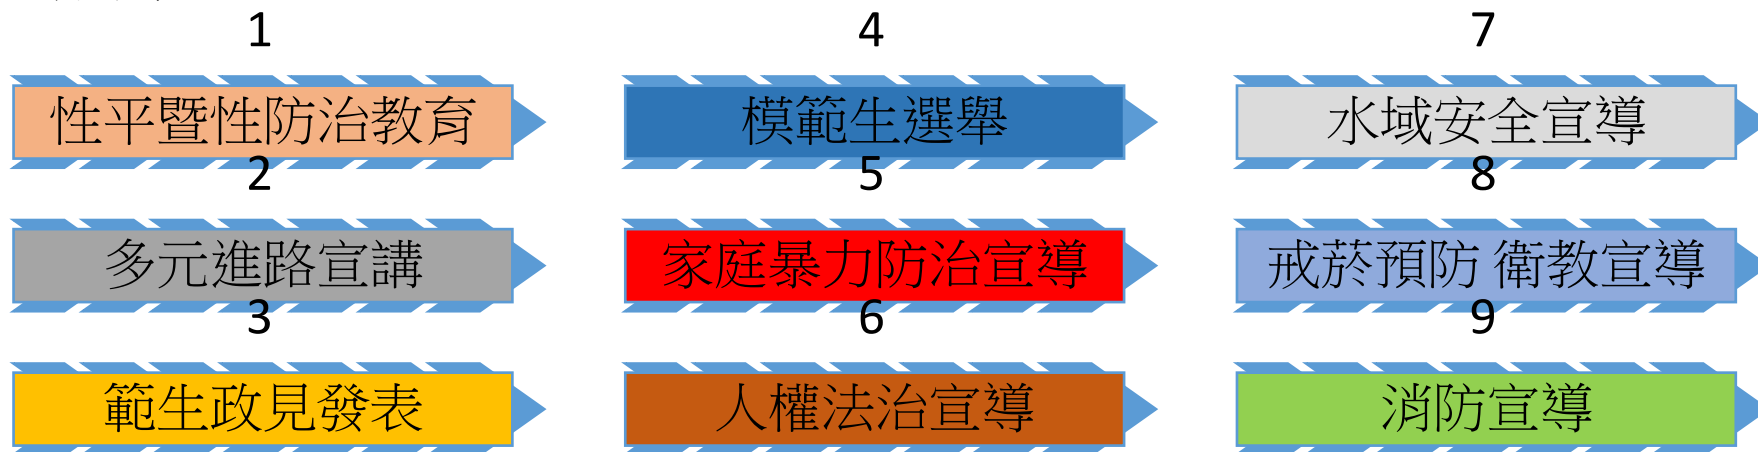 1
性平暨性防治教育
2
多元進路宣講
3
範生政見發表
4
模範生選舉
5
家庭暴力防治宣導
6
人權法治宣導
7
水域安全宣導
8
戒菸預防 衛教宣導
9
消防宣導